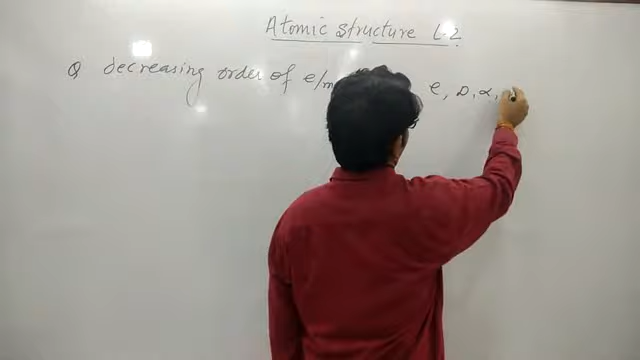 Atomic Structure L-2
Q decreasing order of e/m e, D, α,